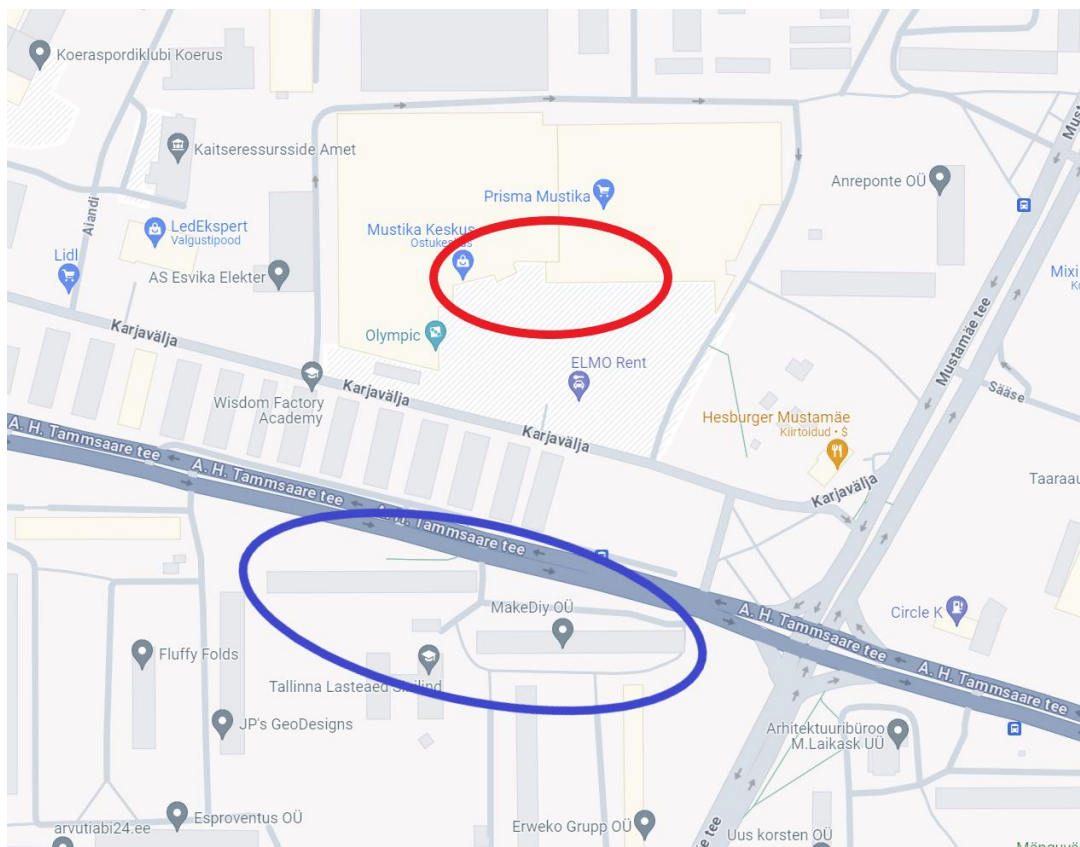 Koeraspordiklubi Koerus
Kaitseressursside Amet
Prisma Mustika
Anreponte OÜ
Mustamäe tee
Aiandi
LedEkspert
Valgustipood
Mustika Keskus
Lidl
AS Esvika Elekter
Karjavälja
Olympic
ELMO Rent
Mustamäe tee
Sääse
Wisdom Factory
Academy
Karjavälja
Karjavälja
Hesburger Mustamäe
Kiirtoidud • $
Karjavälja
A. H. Tammsaare tee
A. H. Tammsaare tee
A. H. Tammsaare tee
MakeDiy OÜ
A. H. Tammsaare tee
Circle K
A. H. Tammsaare tee
Fluffy Folds
Tallinna Lasteaed
JP's GeoDesigns
Arhitektuuribüroo
M.Laikask UÜ
Esproventus OÜ
arvutiabi24.ee
Erweko Grupp OÜ
tee
Uus korsten OÜ